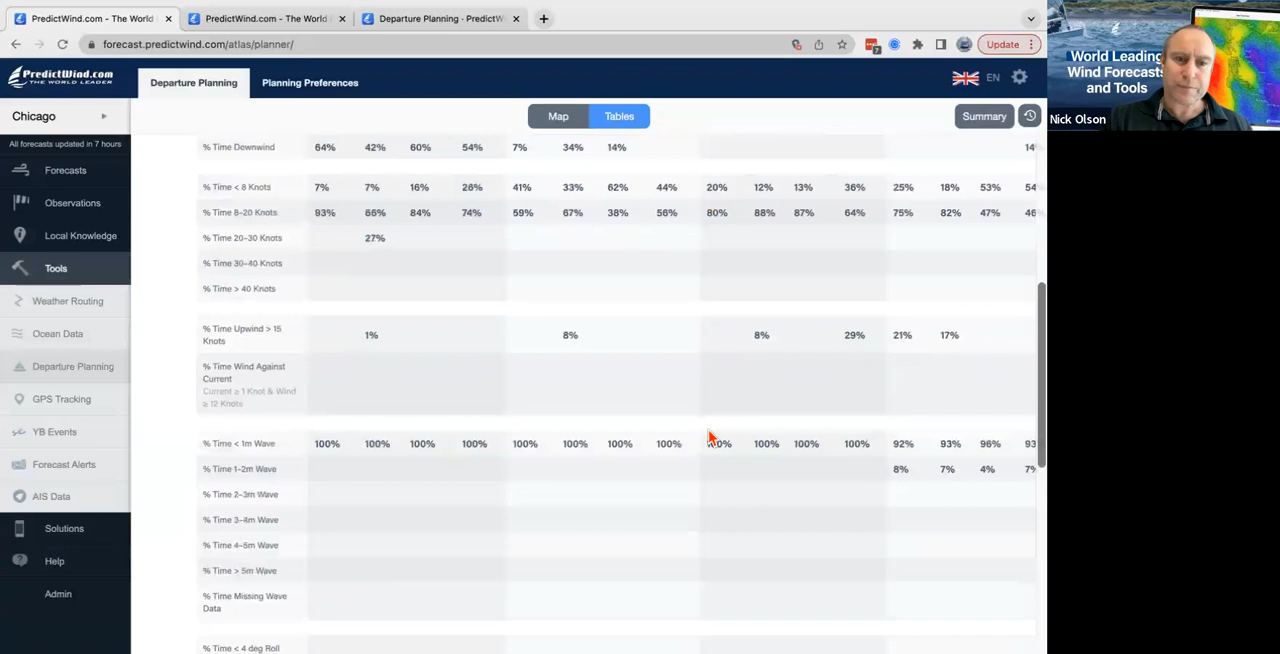 PredictWind.com - The World
PredictWind.com - The World
Departure Planning · PredictW
forecast.predictwind.com/atlas/planner/
7
Update
World Leading
Wind Forecasts
and Tools
Nick Olson
PredictWind.com
THE WORLD LEADER
Departure Planning
Planning Preferences
EN
Chicago
All forecasts updated in 7 hours
Forecasts
Observations
Local Knowledge
Tools
Weather Routing
Ocean Data
Departure Planning
GPS Tracking
YB Events
Forecast Alerts
AIS Data
Solutions
Help
Admin
Map
Tables
Summary
% Time Downwind 64% 42% 60% 54% 7% 34% 14% 14
% Time < 8 Knots 7% 7% 16% 26% 41% 33% 62% 44% 20% 12% 13% 36% 25% 18% 53% 54
% Time 8-20 Knots 93% 66% 84% 74% 59% 67% 38% 56% 80% 88% 87% 64% 75% 82% 47% 46
% Time 20-30 Knots 27%
% Time 30-40 Knots
% Time > 40 Knots
% Time Upwind > 15
Knots 1% 8% 8% 29% 21% 17%
% Time Wind Against
Current
Current ≥ 1 Knot & Wind
≥ 12 Knots
% Time < 1m Wave 100% 100% 100% 100% 100% 100% 100% 100% 100% 100% 100% 92% 93% 96% 93
% Time 1-2m Wave 8% 7% 4% 7%
% Time 2-3m Wave
% Time 3-4m Wave
% Time 4-5m Wave
% Time > 5m Wave
% Time Missing Wave
Data
% Time < 4 deg Roll